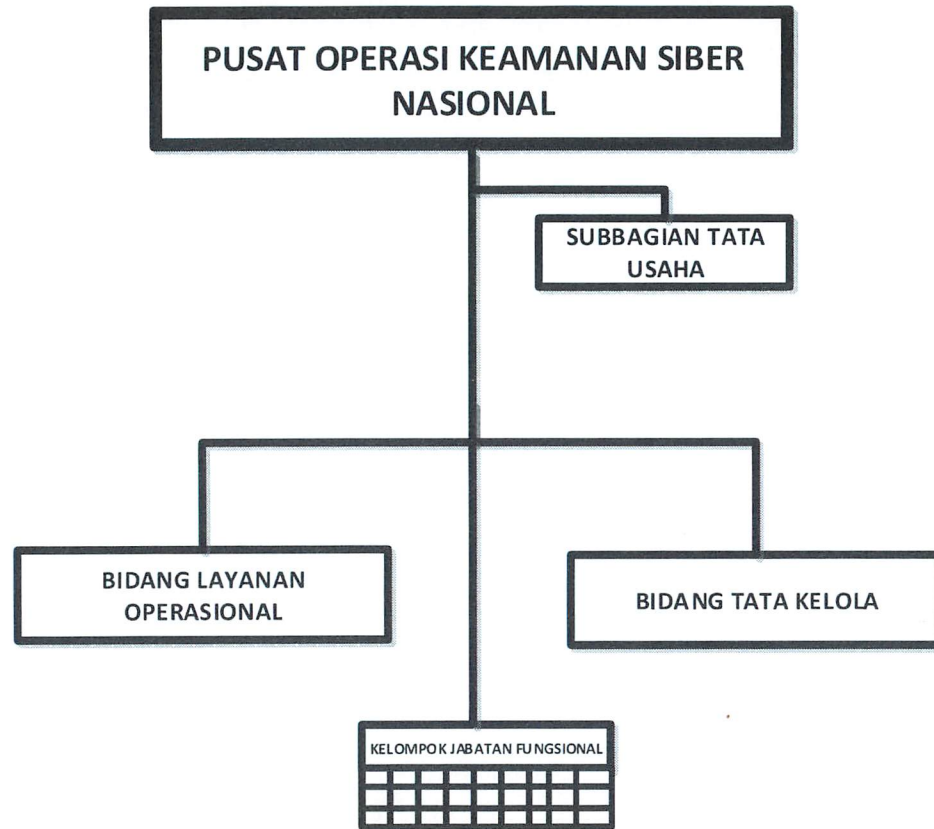 PUSAT OPERASI KEAMANAN SIBER
NASIONAL
SUBBAGIAN TATA
USAHA
BIDANG LAYANAN
OPERASIONAL
BIDANG TATA KELOLA
KELOMPOK JABATAN FUNGSIONAL